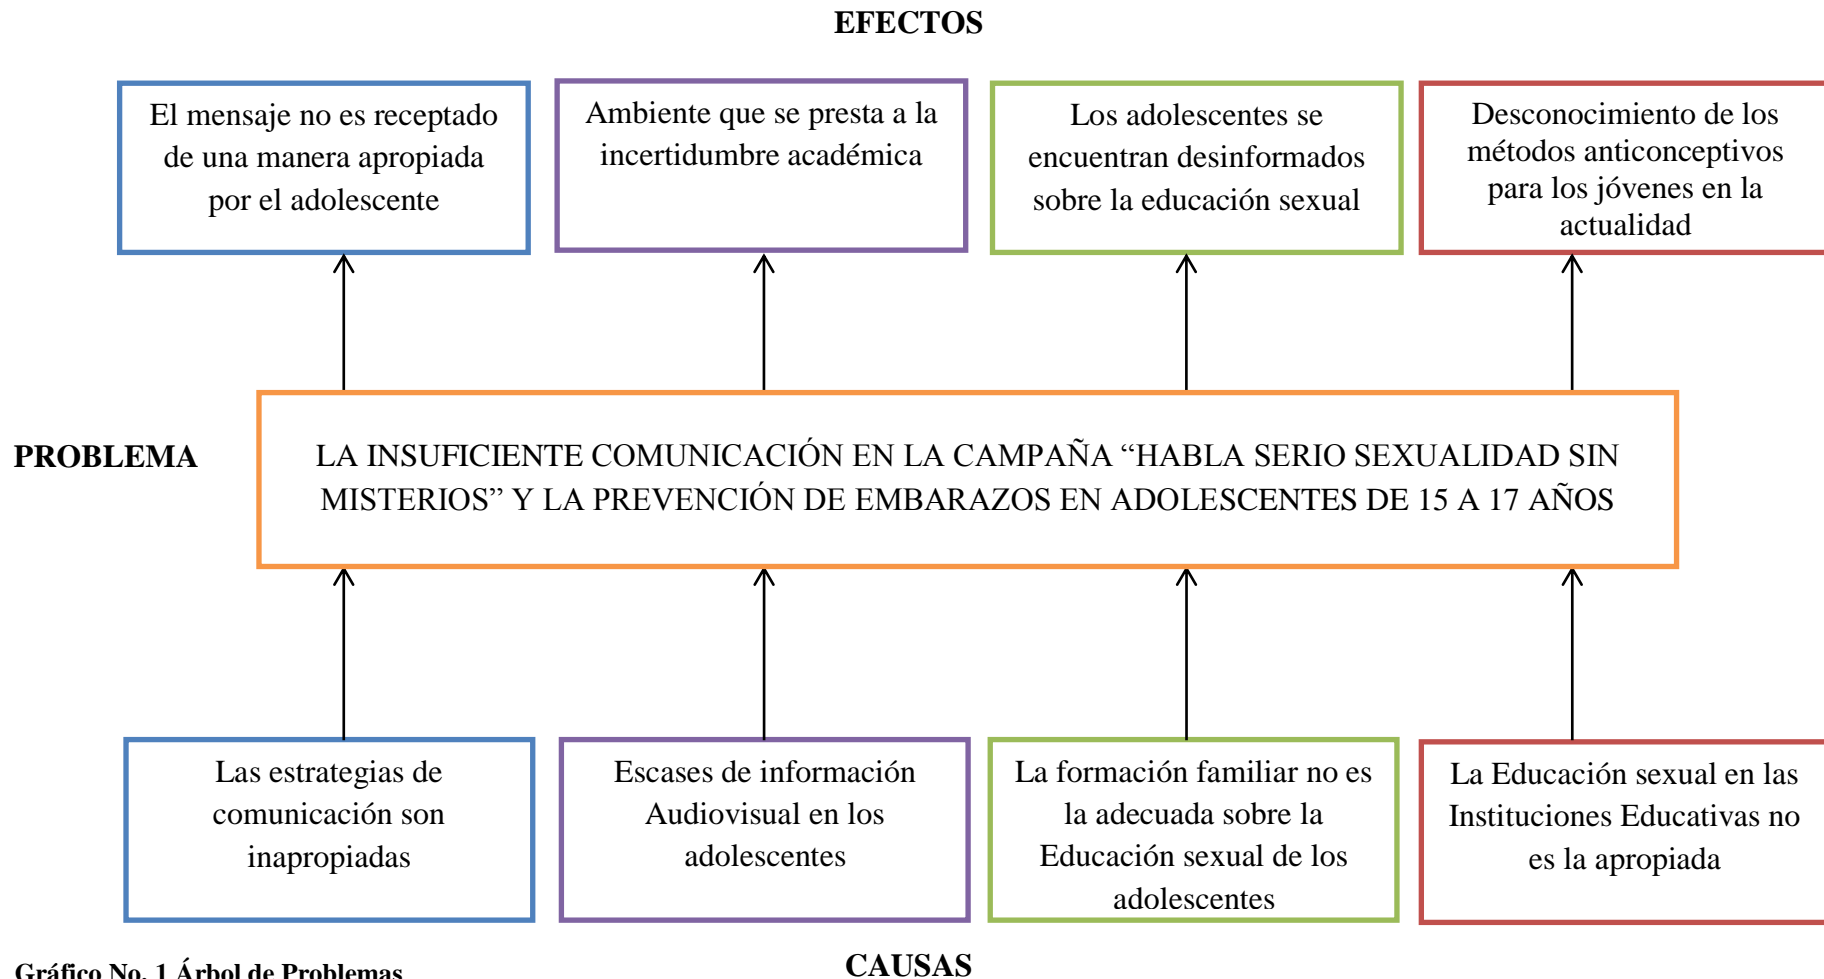 EFECTOS
El mensaje no es receptado
de una manera apropiada
por el adolescente
Ambiente que se presta a la
incertidumbre académica
Los adolescentes se
encuentran desinformados
sobre la educación sexual
Desconocimiento de los
métodos anticonceptivos
para los jóvenes en la
actualidad
PROBLEMA
LA INSUFICIENTE COMUNICACIÓN EN LA CAMPAÑA “HABLA SERIO SEXUALIDAD SIN
MISTERIOS” Y LA PREVENCIÓN DE EMBARAZOS EN ADOLESCENTES DE 15 A 17 AÑOS
Las estrategias de
comunicación son
inapropiadas
Escases de información
Audiovisual en los
adolescentes
La formación familiar no es
la adecuada sobre la
Educación sexual de los
adolescentes
La Educación sexual en las
Instituciones Educativas no
es la apropiada
CAUSAS
Gráfico No. 1 Árbol de Problemas